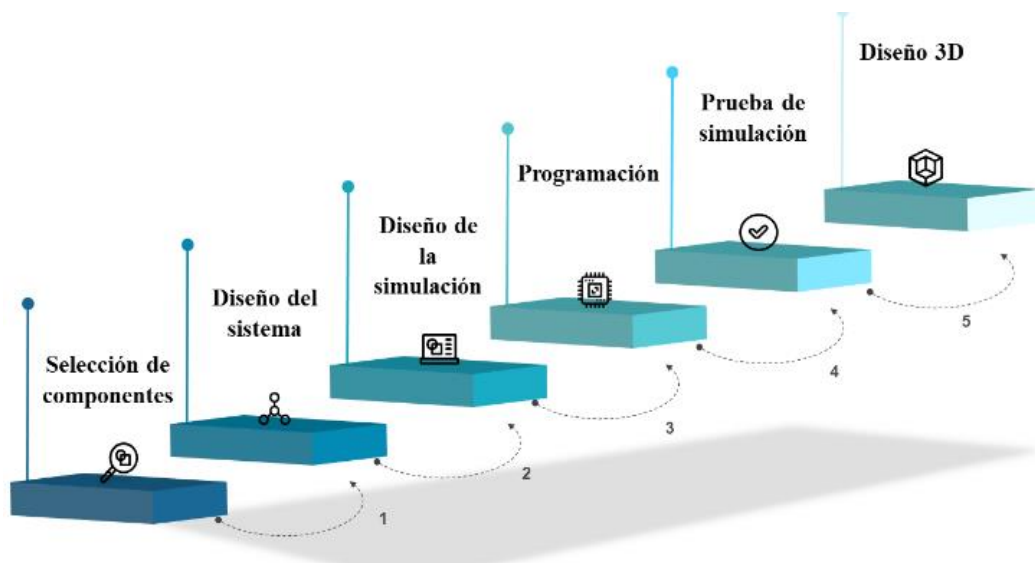 Selección de
componentes
Diseño del
sistema
Diseño de
la
simulación
Programación
Prueba de
simulación
Diseño 3D
1
2
3
4
5